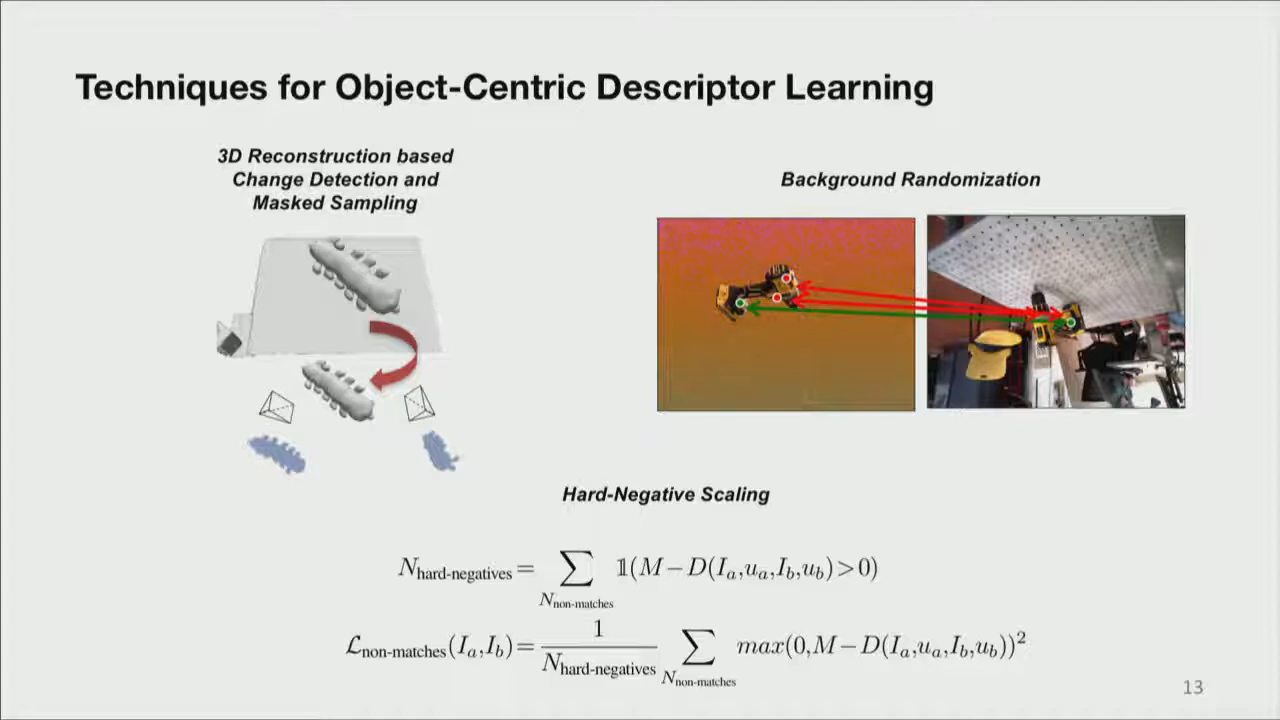 Techniques for Object-Centric Descriptor Learning
3D Reconstruction based
Change Detection and
Masked Sampling
Background Randomization
Hard-Negative Scaling
N_hard-negatives = ∑_{N_non-matches} 𝟙(M−D(I_a,u_a,I_b,u_b)>0)
ℒ_non-matches(I_a,I_b) = 1/N_hard-negatives ∑_{N_non-matches} max(0,M−D(I_a,u_a,I_b,u_b))²
13